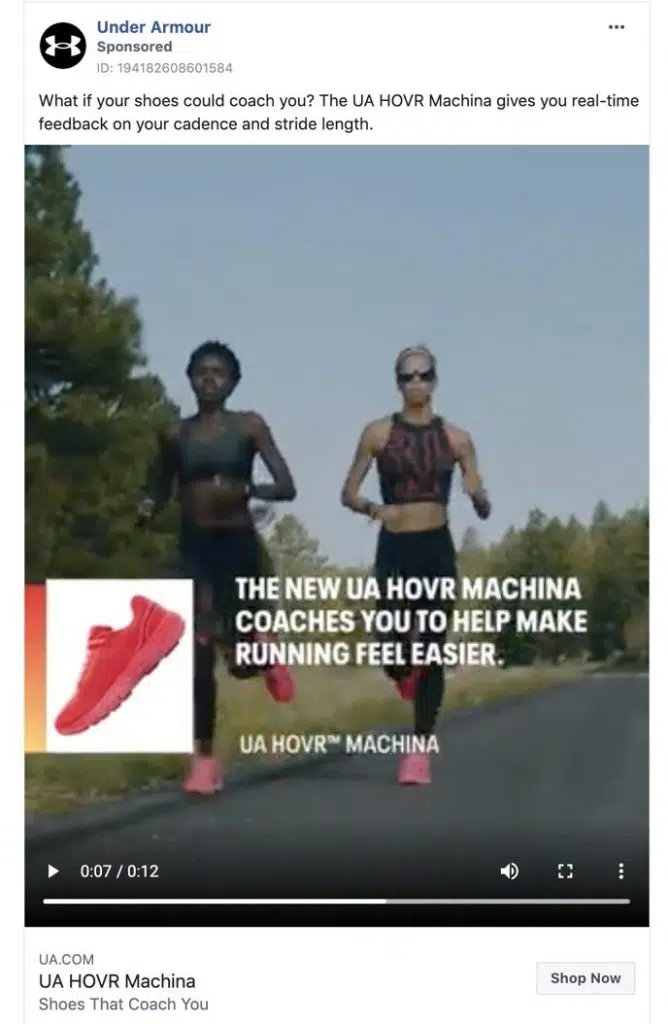 Under Armour
Sponsored
ID: 194182608601584
What if your shoes could coach you? The UA HOVR Machina gives you real-time
feedback on your cadence and stride length.
THE NEW UA HOVR MACHINA
COACHES YOU TO HELP MAKE
RUNNING FEEL EASIER.
UA HOVR™ MACHINA
0:07 / 0:12
UA.COM
UA HOVR Machina
Shoes That Coach You
Shop Now